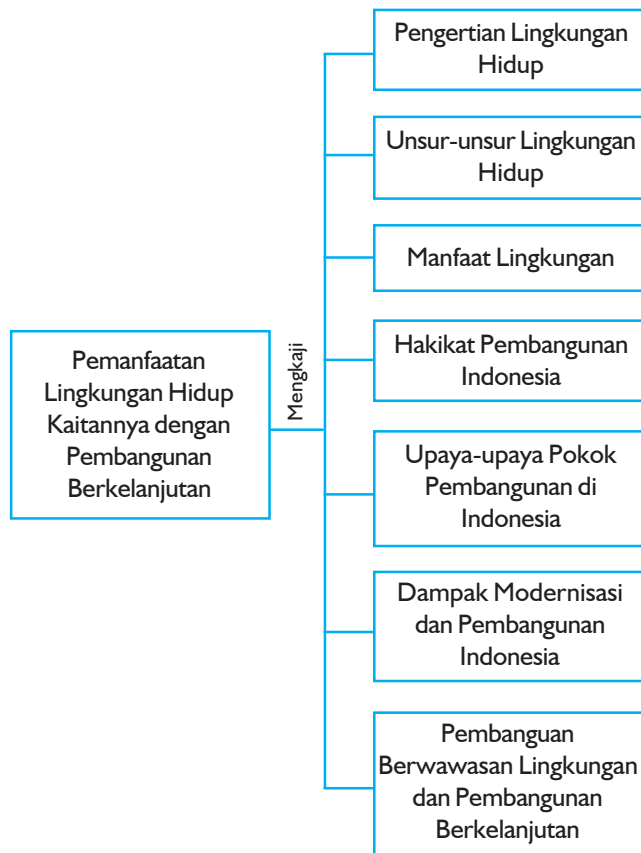 Pemanfaatan
Lingkungan Hidup
Kaitannya dengan
Pembangunan
Berkelanjutan
Mengkaji
Pengertian Lingkungan
Hidup
Unsur-unsur Lingkungan
Hidup
Manfaat Lingkungan
Hakikat Pembangunan
Indonesia
Upaya-upaya Pokok
Pembangunan di
Indonesia
Dampak Modernisasi
dan Pembangunan
Indonesia
Pembanguan
Berwawasan Lingkungan
dan Pembangunan
Berkelanjutan